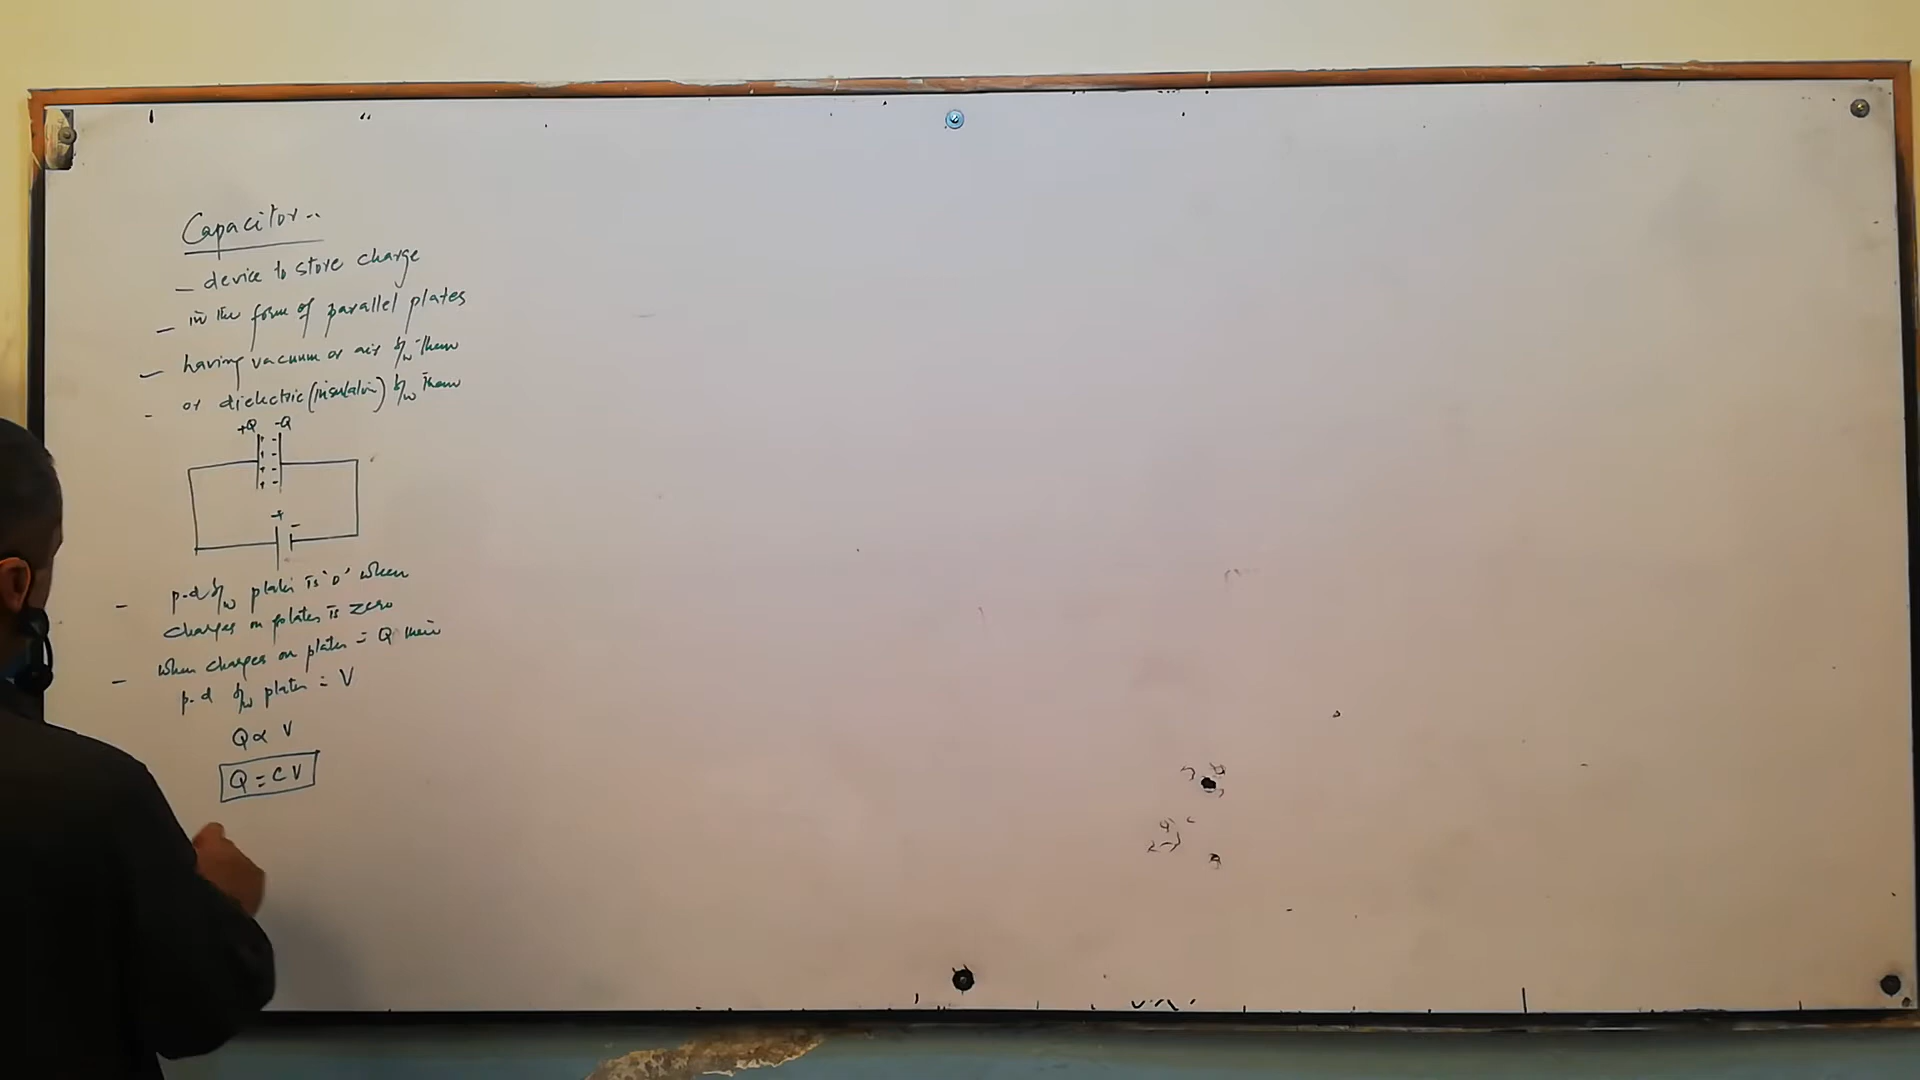 Capacitor..
— device to store charge
— in the form of parallel plates
— having vacuum or air b/w them
- or dielectric (insulation) b/w them
+Q -Q
+ -
- p.d b/w plates is '0' when
charges on plates is zero
- when charges on plates = Q then
p.d b/w plates = V
Q ∝ V
Q = CV